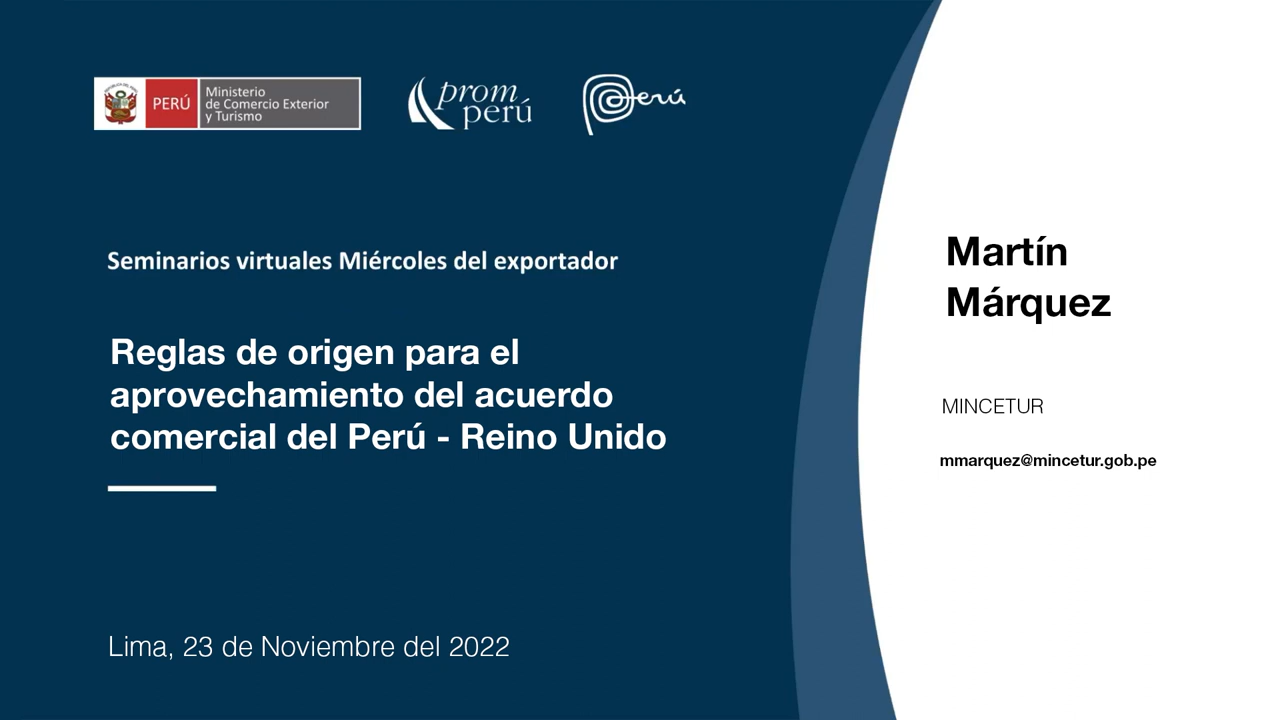 PERÚ
Ministerio
de Comercio Exterior
y Turismo
prom
perú
Perú
Seminarios virtuales Miércoles del exportador
Reglas de origen para el
aprovechamiento del acuerdo
comercial del Perú - Reino Unido
Lima, 23 de Noviembre del 2022
Martín
Márquez
MINCETUR
mmarquez@mincetur.gob.pe